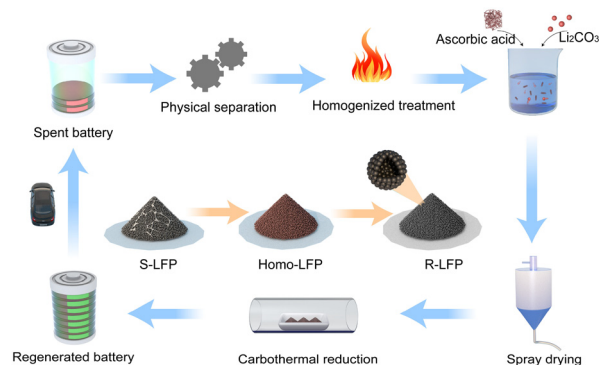 Ascorbic acid
Li₂CO₃
Spent battery
Physical separation
Homogenized treatment
S-LFP
Homo-LFP
R-LFP
Regenerated battery
Carbothermal reduction
Spray drying